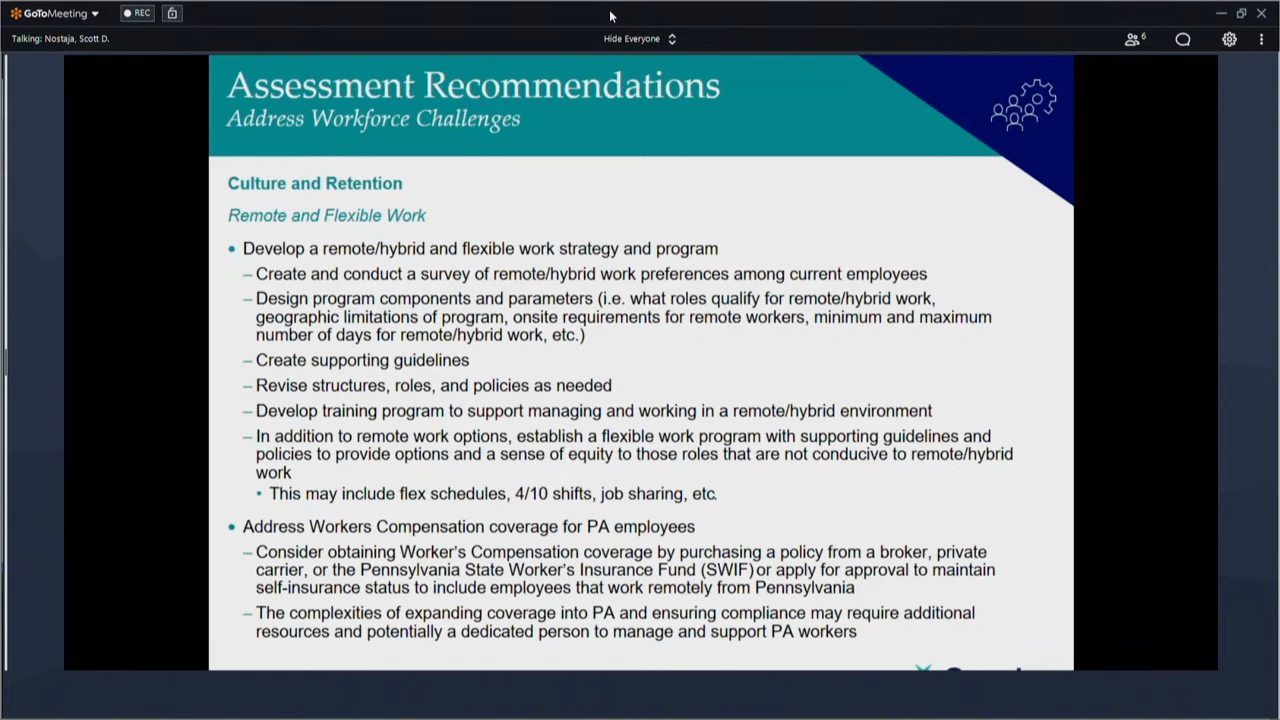 GoToMeeting
REC
Talking: Nostaja, Scott D.
Hide Everyone
6
Assessment Recommendations
Address Workforce Challenges
Culture and Retention
Remote and Flexible Work
• Develop a remote/hybrid and flexible work strategy and program
– Create and conduct a survey of remote/hybrid work preferences among current employees
– Design program components and parameters (i.e. what roles qualify for remote/hybrid work,
geographic limitations of program, onsite requirements for remote workers, minimum and maximum
number of days for remote/hybrid work, etc.)
– Create supporting guidelines
– Revise structures, roles, and policies as needed
– Develop training program to support managing and working in a remote/hybrid environment
– In addition to remote work options, establish a flexible work program with supporting guidelines and
policies to provide options and a sense of equity to those roles that are not conducive to remote/hybrid
work
• This may include flex schedules, 4/10 shifts, job sharing, etc.
• Address Workers Compensation coverage for PA employees
– Consider obtaining Worker's Compensation coverage by purchasing a policy from a broker, private
carrier, or the Pennsylvania State Worker's Insurance Fund (SWIF) or apply for approval to maintain
self-insurance status to include employees that work remotely from Pennsylvania
– The complexities of expanding coverage into PA and ensuring compliance may require additional
resources and potentially a dedicated person to manage and support PA workers